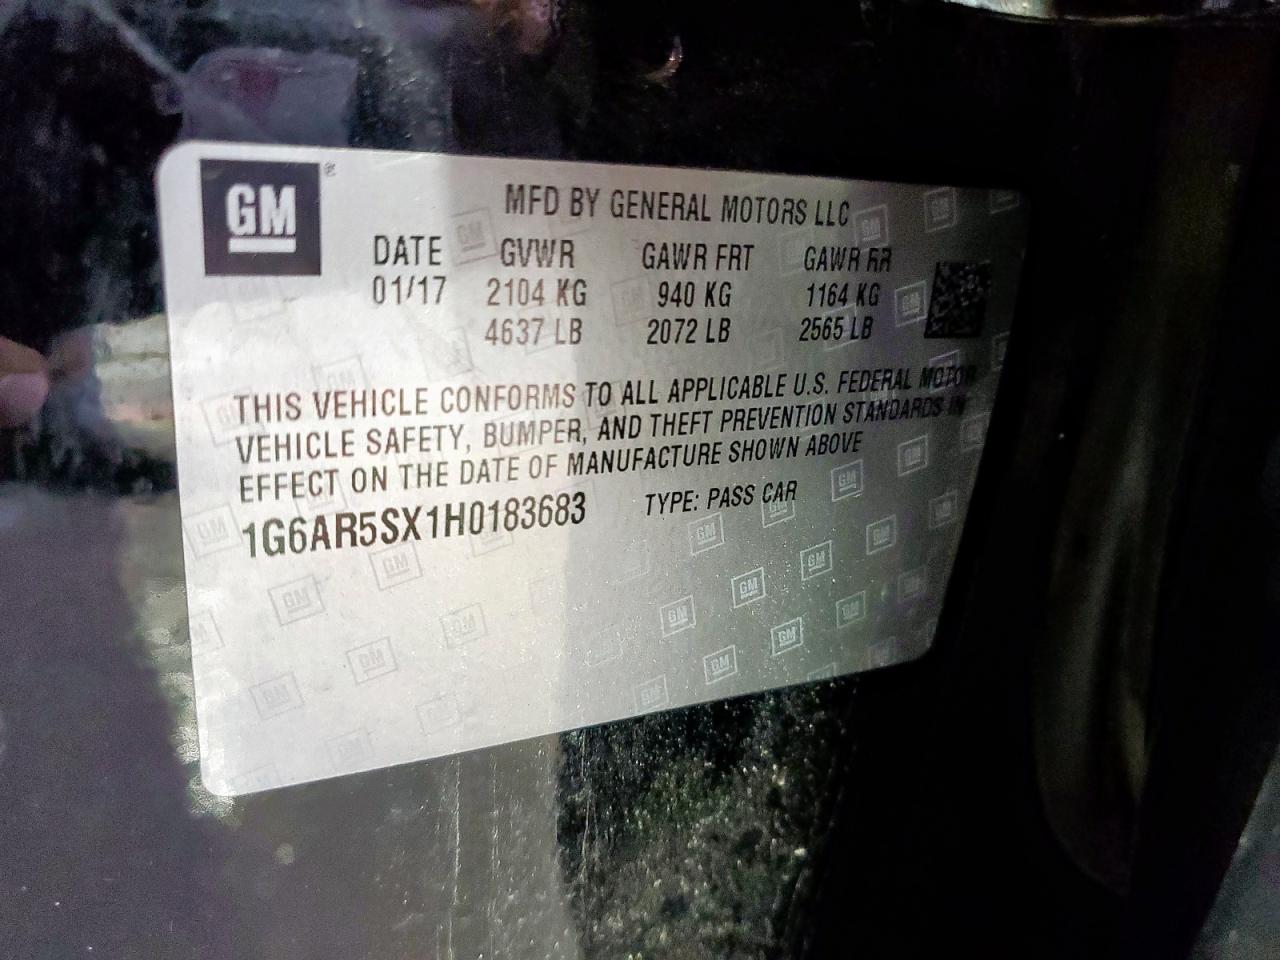 GM ®
MFD BY GENERAL MOTORS LLC
DATE GVWR GAWR FRT GAWR RR
01/17 2104 KG 940 KG 1164 KG
4637 LB 2072 LB 2565 LB
THIS VEHICLE CONFORMS TO ALL APPLICABLE U.S. FEDERAL MOTOR
VEHICLE SAFETY, BUMPER, AND THEFT PREVENTION STANDARDS IN
EFFECT ON THE DATE OF MANUFACTURE SHOWN ABOVE
1G6AR5SX1H0183683 TYPE: PASS CAR